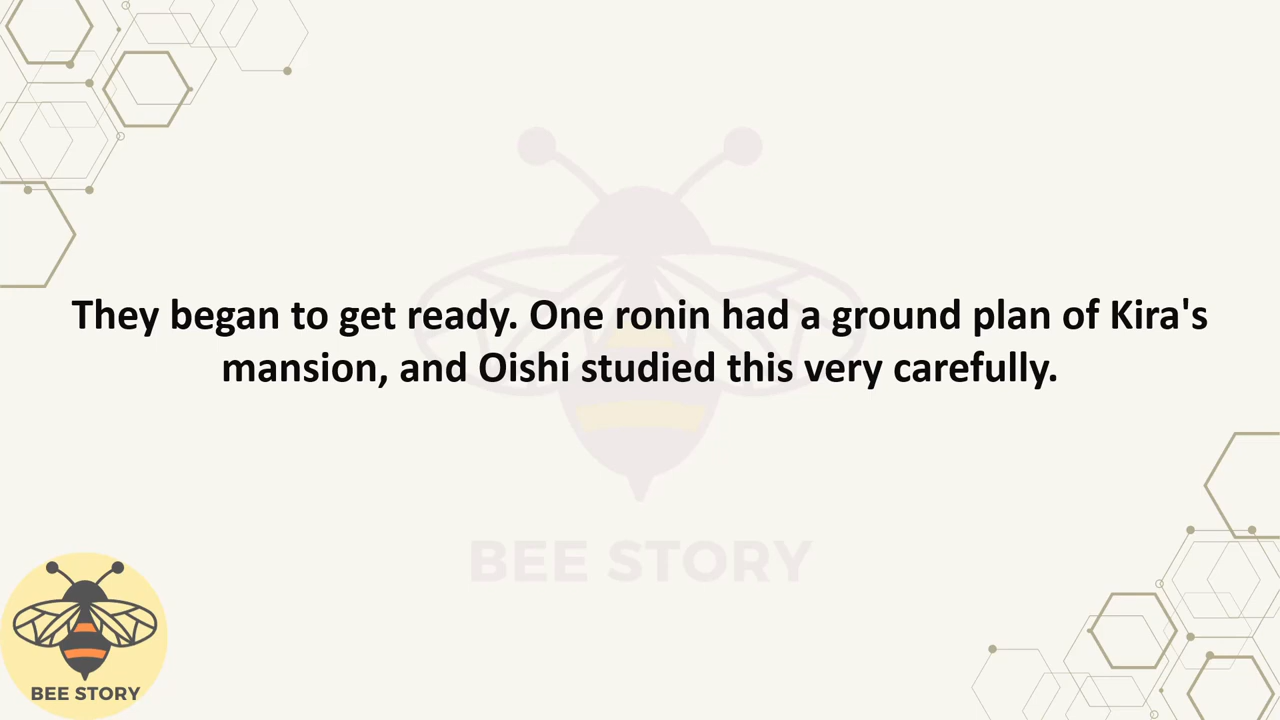 They began to get ready. One ronin had a ground plan of Kira's
mansion, and Oishi studied this very carefully.
BEE STORY
BEE STORY